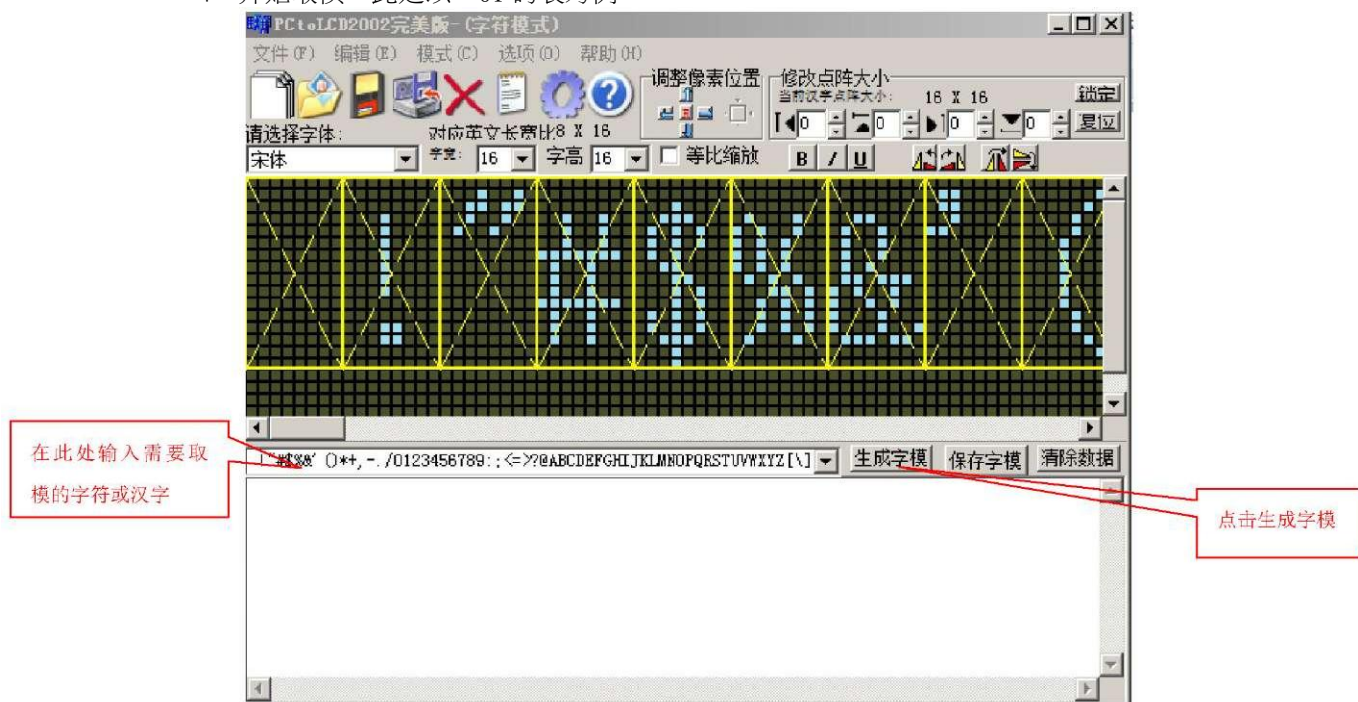 PCtoLCD2002完美版-(字符模式)
文件(F) 编辑(E) 模式(C) 选项(O) 帮助(H)
调整像素位置
修改点阵大小
当前汉字点阵大小: 16 X 16
锁定
0 0 0 0
复位
请选择字体: 对应英文长宽比8 X 16
宋体
字宽: 16 字高 16 等比缩放 B / U
在此处输入需要取
模的字符或汉字
!"#$%&'()*+,-./0123456789:;<=>?@ABCDEFGHIJKLMNOPQRSTUVWXYZ[\]
生成字模 保存字模 清除数据
点击生成字模